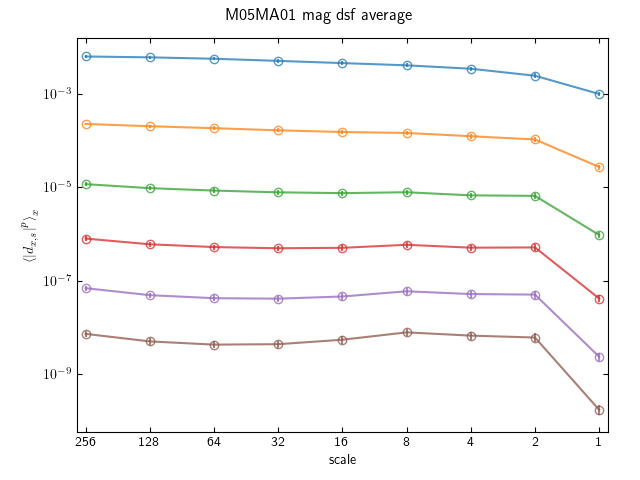 M05MA01 mag dsf average
10⁻³
10⁻⁵
10⁻⁷
10⁻⁹
⟨|d_{x,s}|^p⟩_x
256 128 64 32 16 8 4 2 1
scale